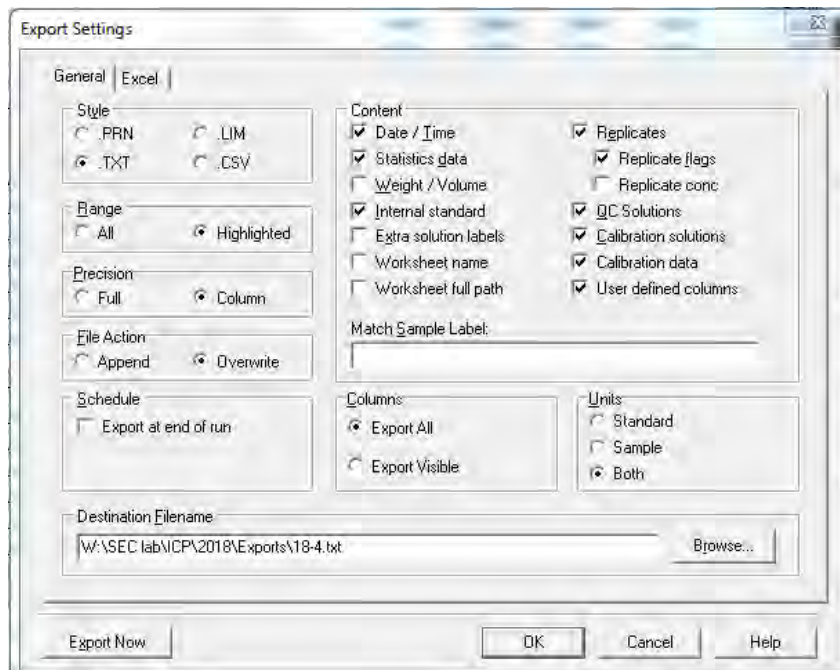 Export Settings
General Excel
Style
.PRN .LIM
.TXT .CSV
Range
All Highlighted
Precision
Full Column
File Action
Append Overwrite
Schedule
Export at end of run
Content
Date / Time Replicates
Statistics data Replicate flags
Weight / Volume Replicate conc
Internal standard QC Solutions
Extra solution labels Calibration solutions
Worksheet name Calibration data
Worksheet full path User defined columns
Match Sample Label:
Columns
Export All
Export Visible
Units
Standard
Sample
Both
Destination Filename
W:\SEC lab\ICP\2018\Exports\18-4.txt Browse...
Export Now OK Cancel Help